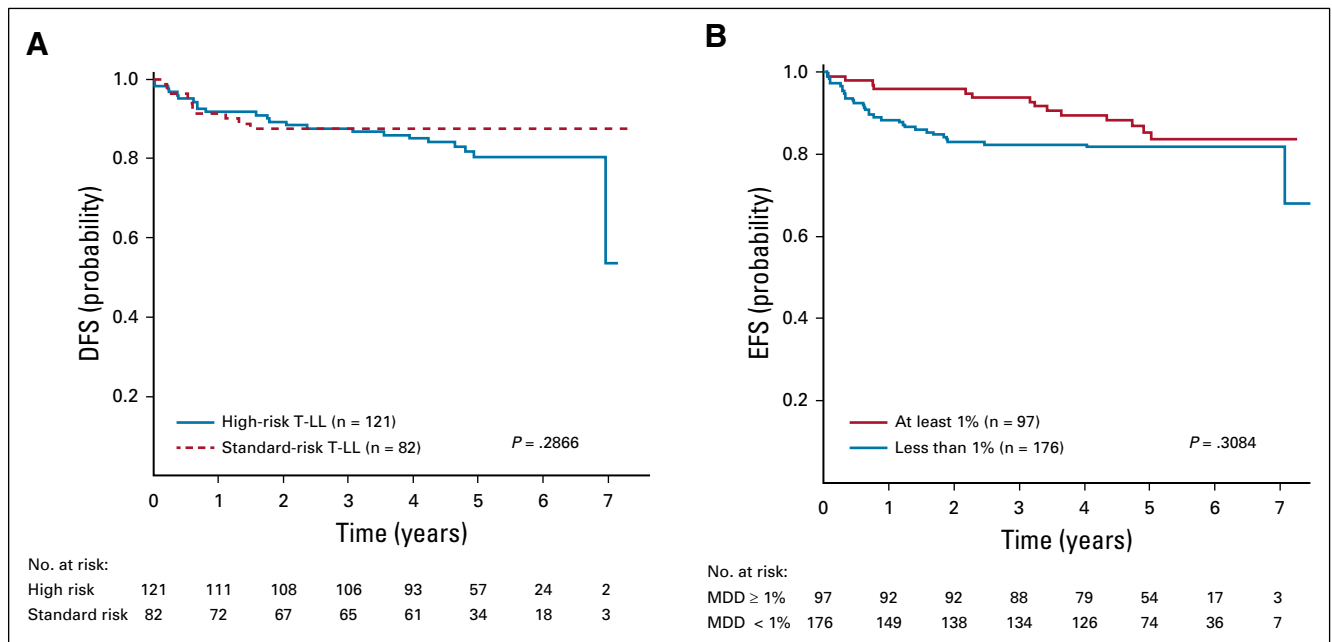 A
DFS (probability)
1.0
0.8
0.6
0.4
0.2
High-risk T-LL (n = 121)
Standard-risk T-LL (n = 82)
P = .2866
0 1 2 3 4 5 6 7
Time (years)
No. at risk:
High risk 121 111 108 106 93 57 24 2
Standard risk 82 72 67 65 61 34 18 3
B
EFS (probability)
1.0
0.8
0.6
0.4
0.2
At least 1% (n = 97)
Less than 1% (n = 176)
P = .3084
0 1 2 3 4 5 6 7
Time (years)
No. at risk:
MDD ≥ 1% 97 92 92 88 79 54 17 3
MDD < 1% 176 149 138 134 126 74 36 7